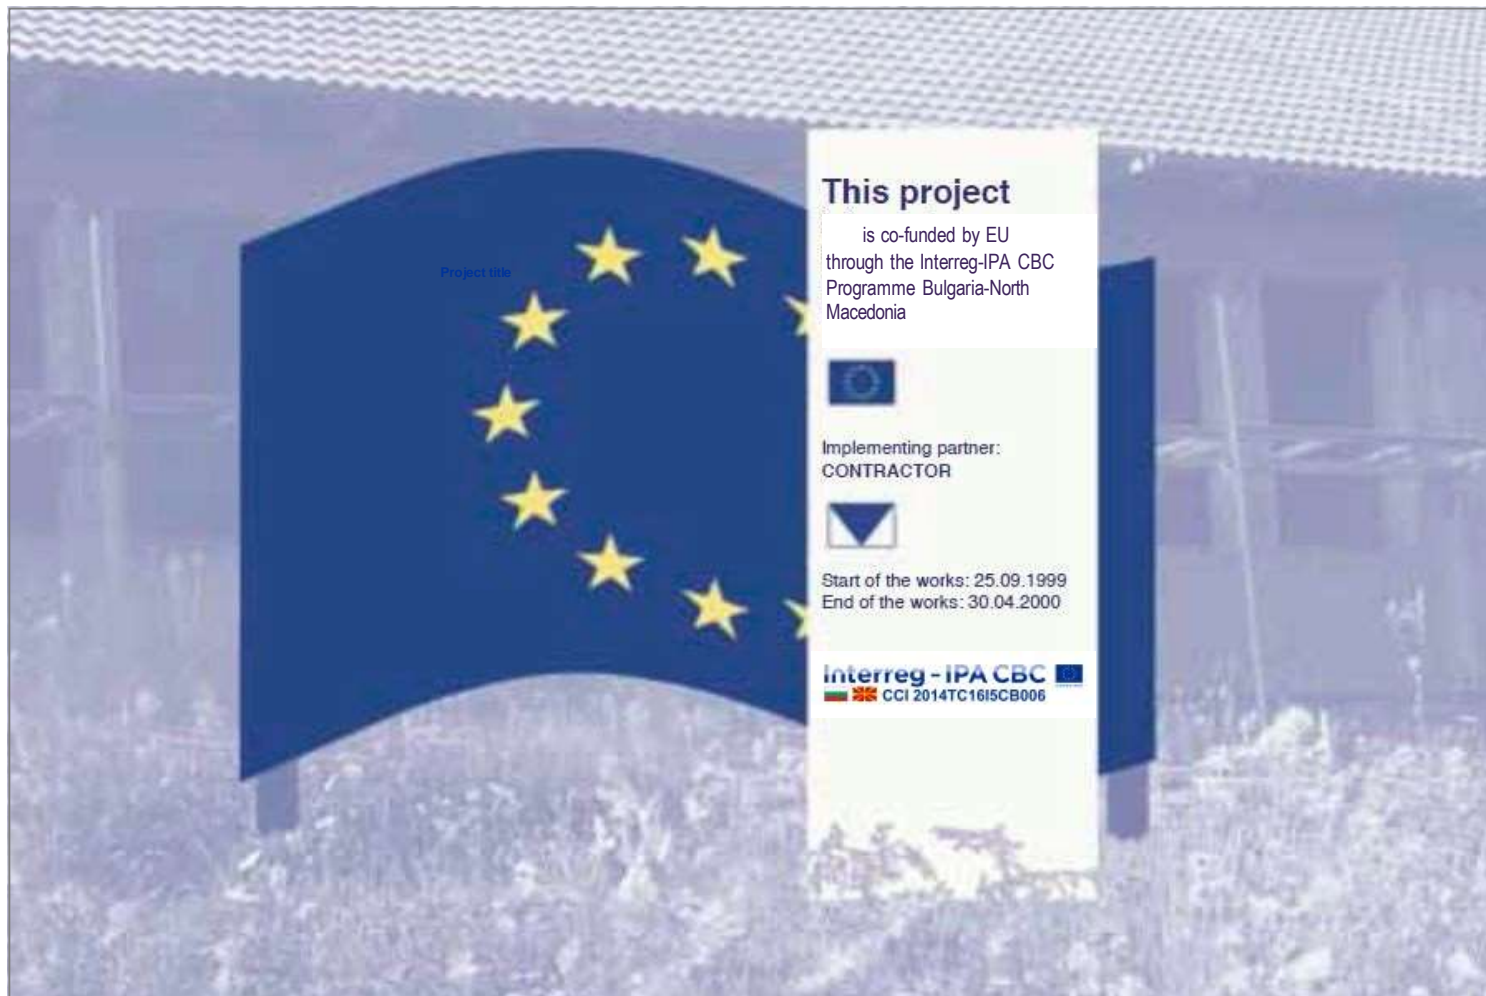 Project title
This project
is co-funded by EU
through the Interreg-IPA CBC
Programme Bulgaria-North
Macedonia
Implementing partner:
CONTRACTOR
Start of the works: 25.09.1999
End of the works: 30.04.2000
Interreg - IPA CBC
CCI 2014TC16I5CB006